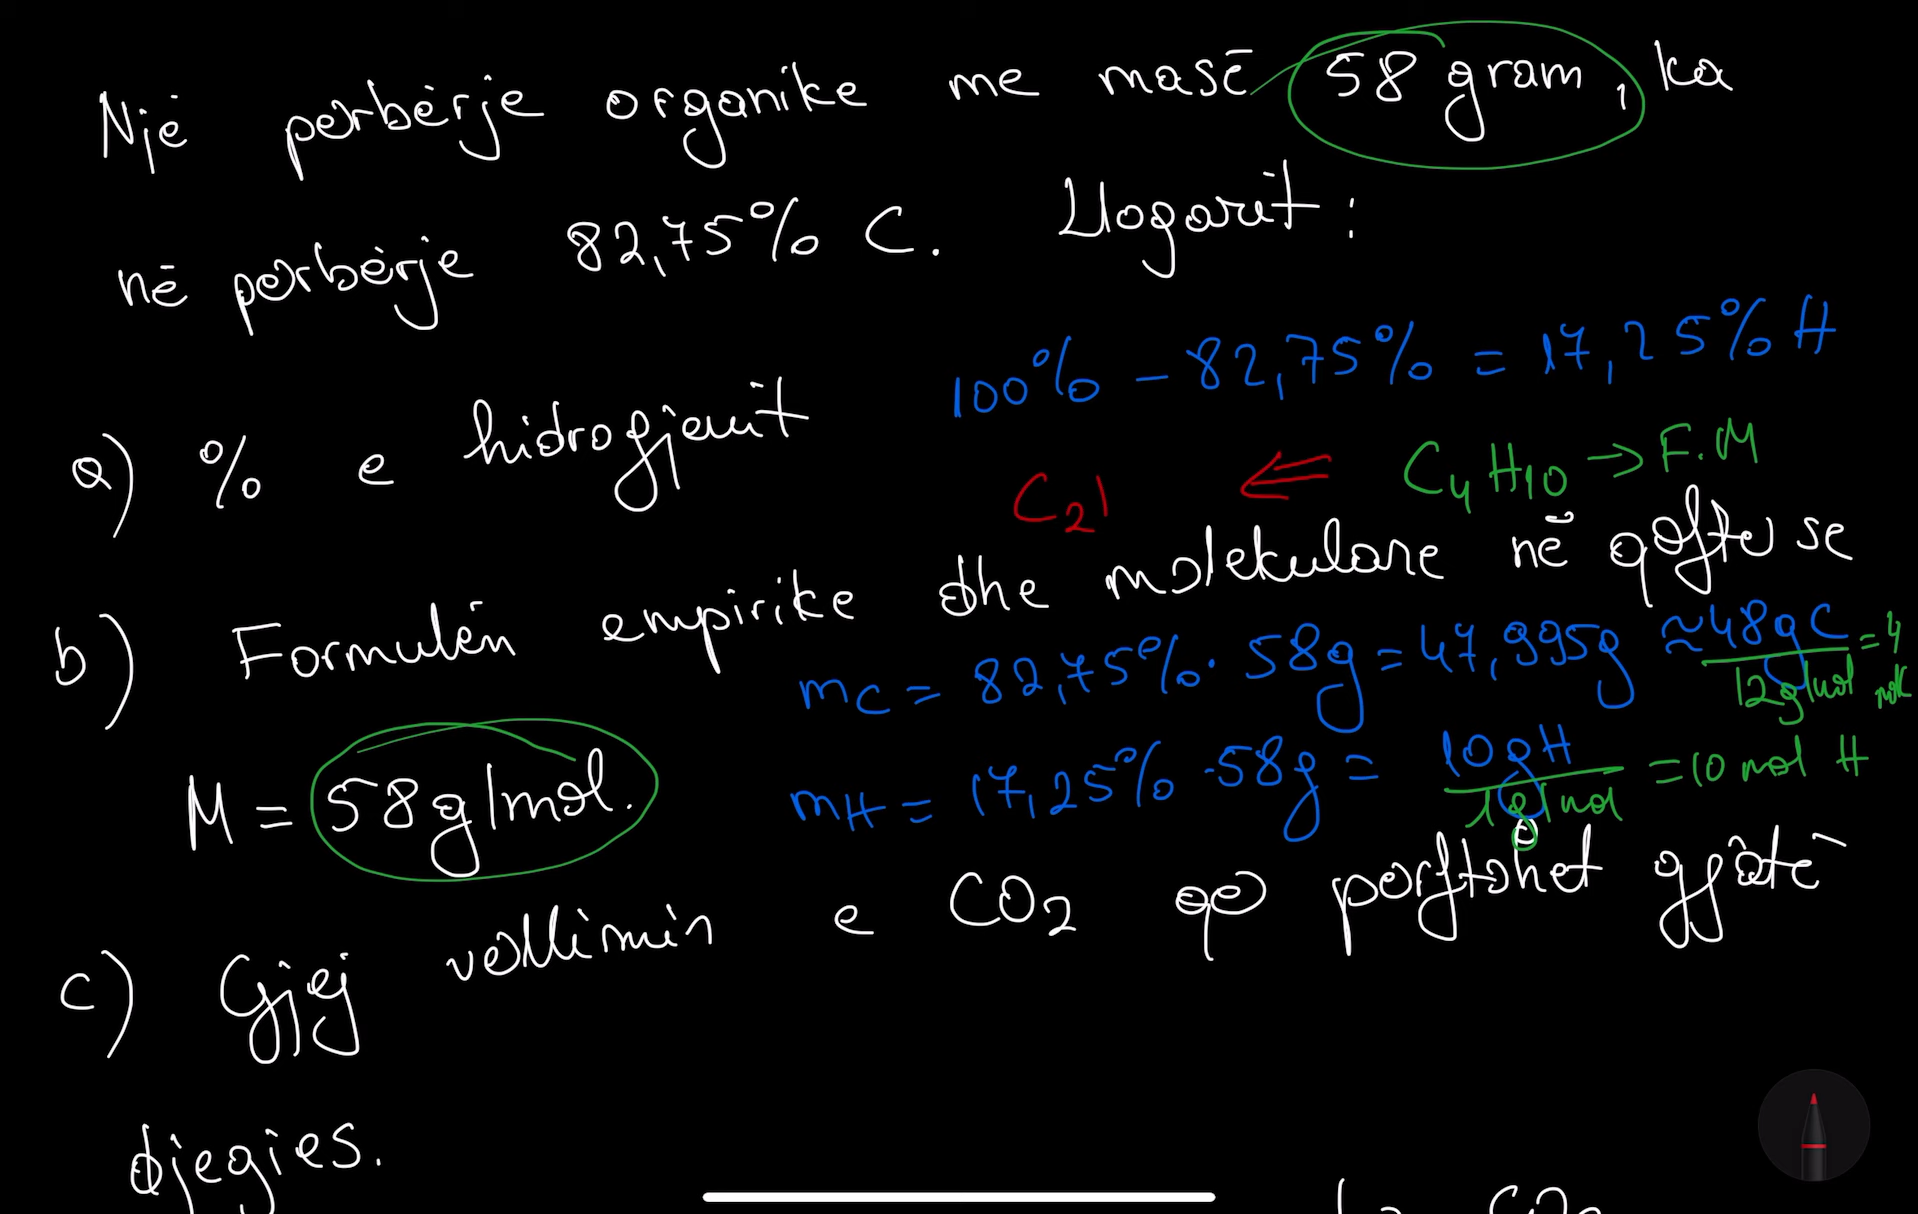 Një përbërje organike me masë 58 gram, ka
në përbërje 82,75% C. Llogarit:
100% - 82,75% = 17,25% H
a) % e hidrogjenit
C2H ⇐ C4H10 → F.M
b) Formulën empirike dhe molekulare në qoftë se
mC = 82,75% · 58g = 47,995g ≈ 48g C / 12g/mol = 4
M = 58g/mol.
mH = 17,25% · 58g = 10g H / 1g/mol = 10 mol H
c) Gjej vëllimin e CO2 që përftohet gjatë
djegies.
CO2